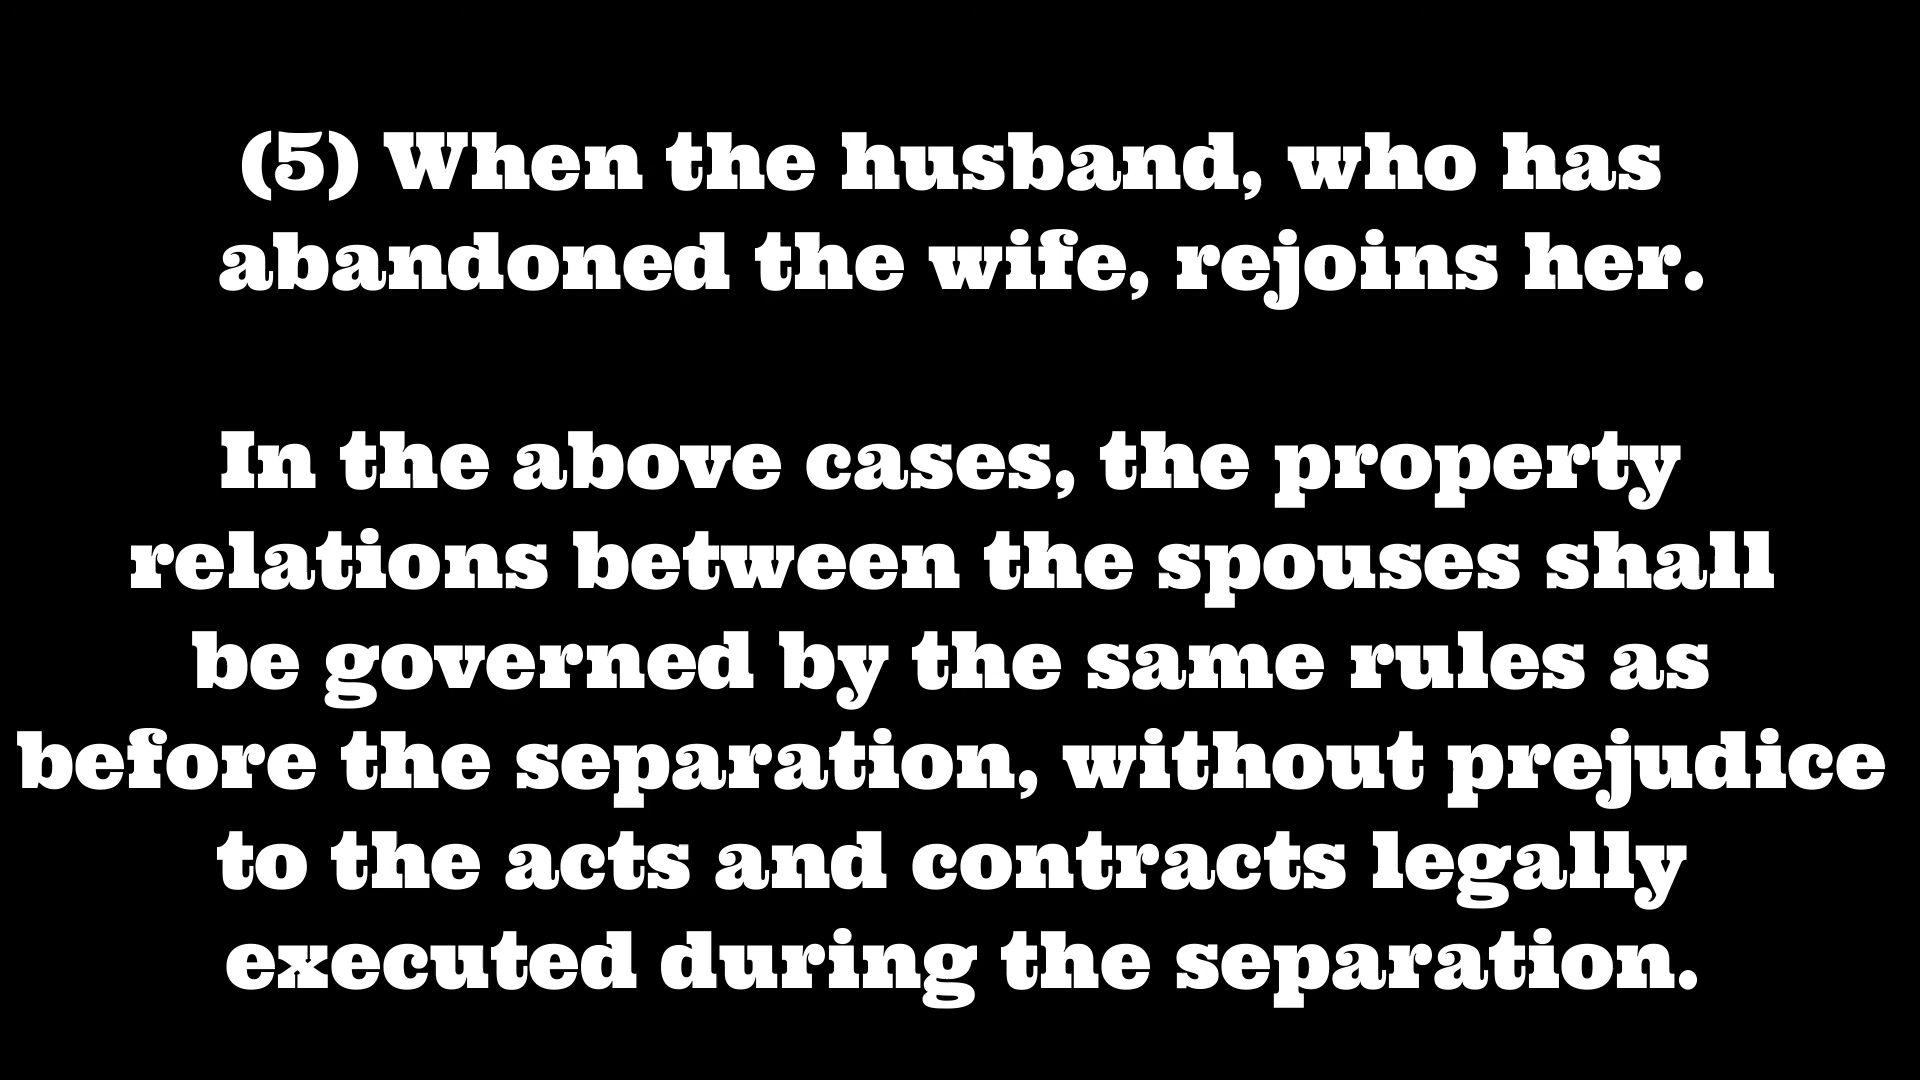 (5) When the husband, who has
abandoned the wife, rejoins her.
In the above cases, the property
relations between the spouses shall
be governed by the same rules as
before the separation, without prejudice
to the acts and contracts legally
executed during the separation.